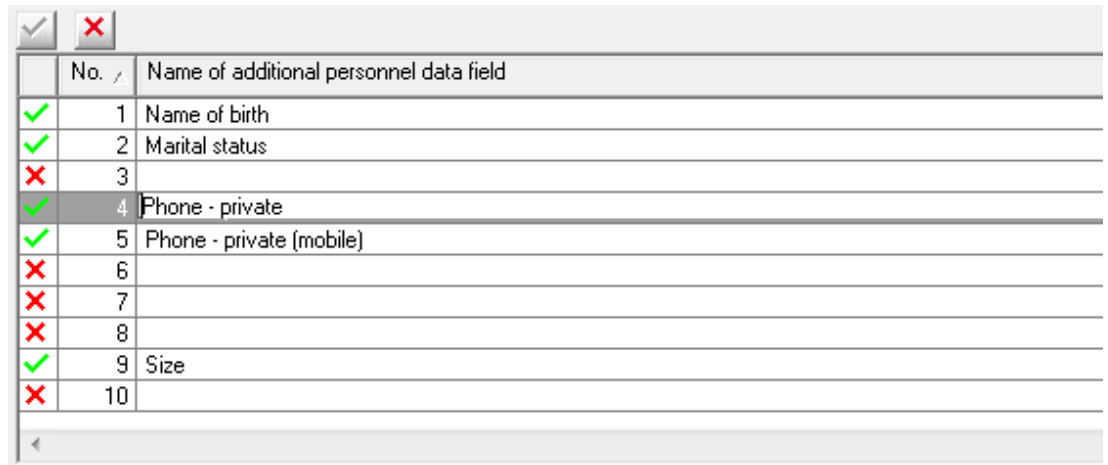 No. Name of additional personnel data field
1 Name of birth
2 Marital status
3
4 Phone - private
5 Phone - private (mobile)
6
7
8
9 Size
10